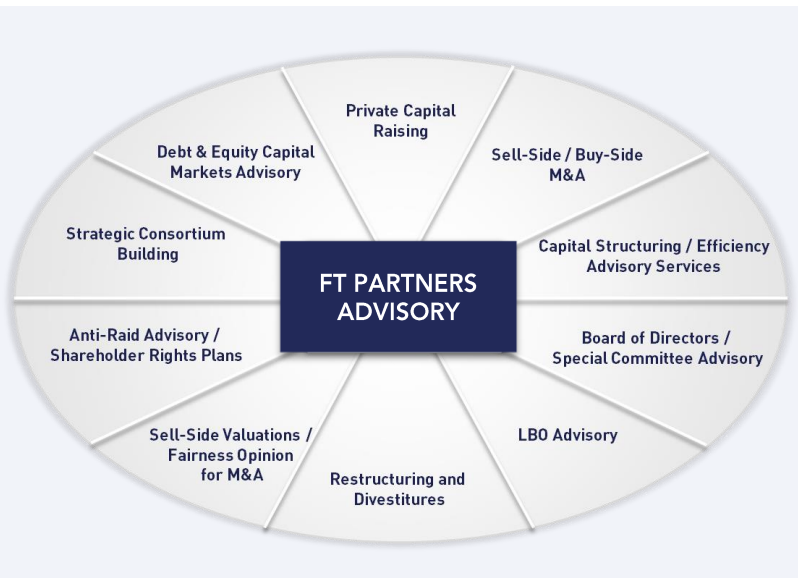 Private Capital
Raising
Sell-Side / Buy-Side
M&A
Capital Structuring / Efficiency
Advisory Services
Board of Directors /
Special Committee Advisory
LBO Advisory
Restructuring and
Divestitures
Sell-Side Valuations /
Fairness Opinion
for M&A
Anti-Raid Advisory /
Shareholder Rights Plans
Strategic Consortium
Building
Debt & Equity Capital
Markets Advisory
FT PARTNERS
ADVISORY